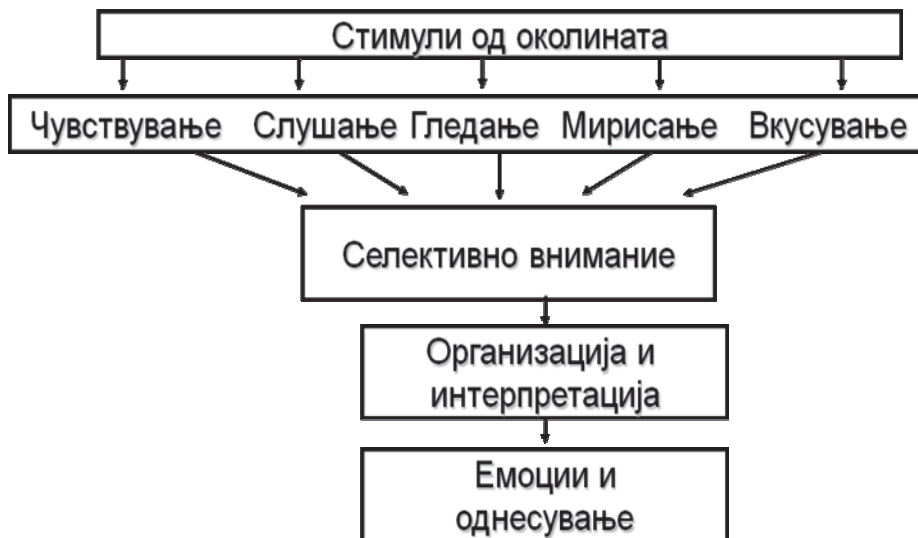 Стимули од околината
Чувствување Слушање Гледање Мирисање Вкусување
Селективно внимание
Организација и
интерпретација
Емоции и
однесување